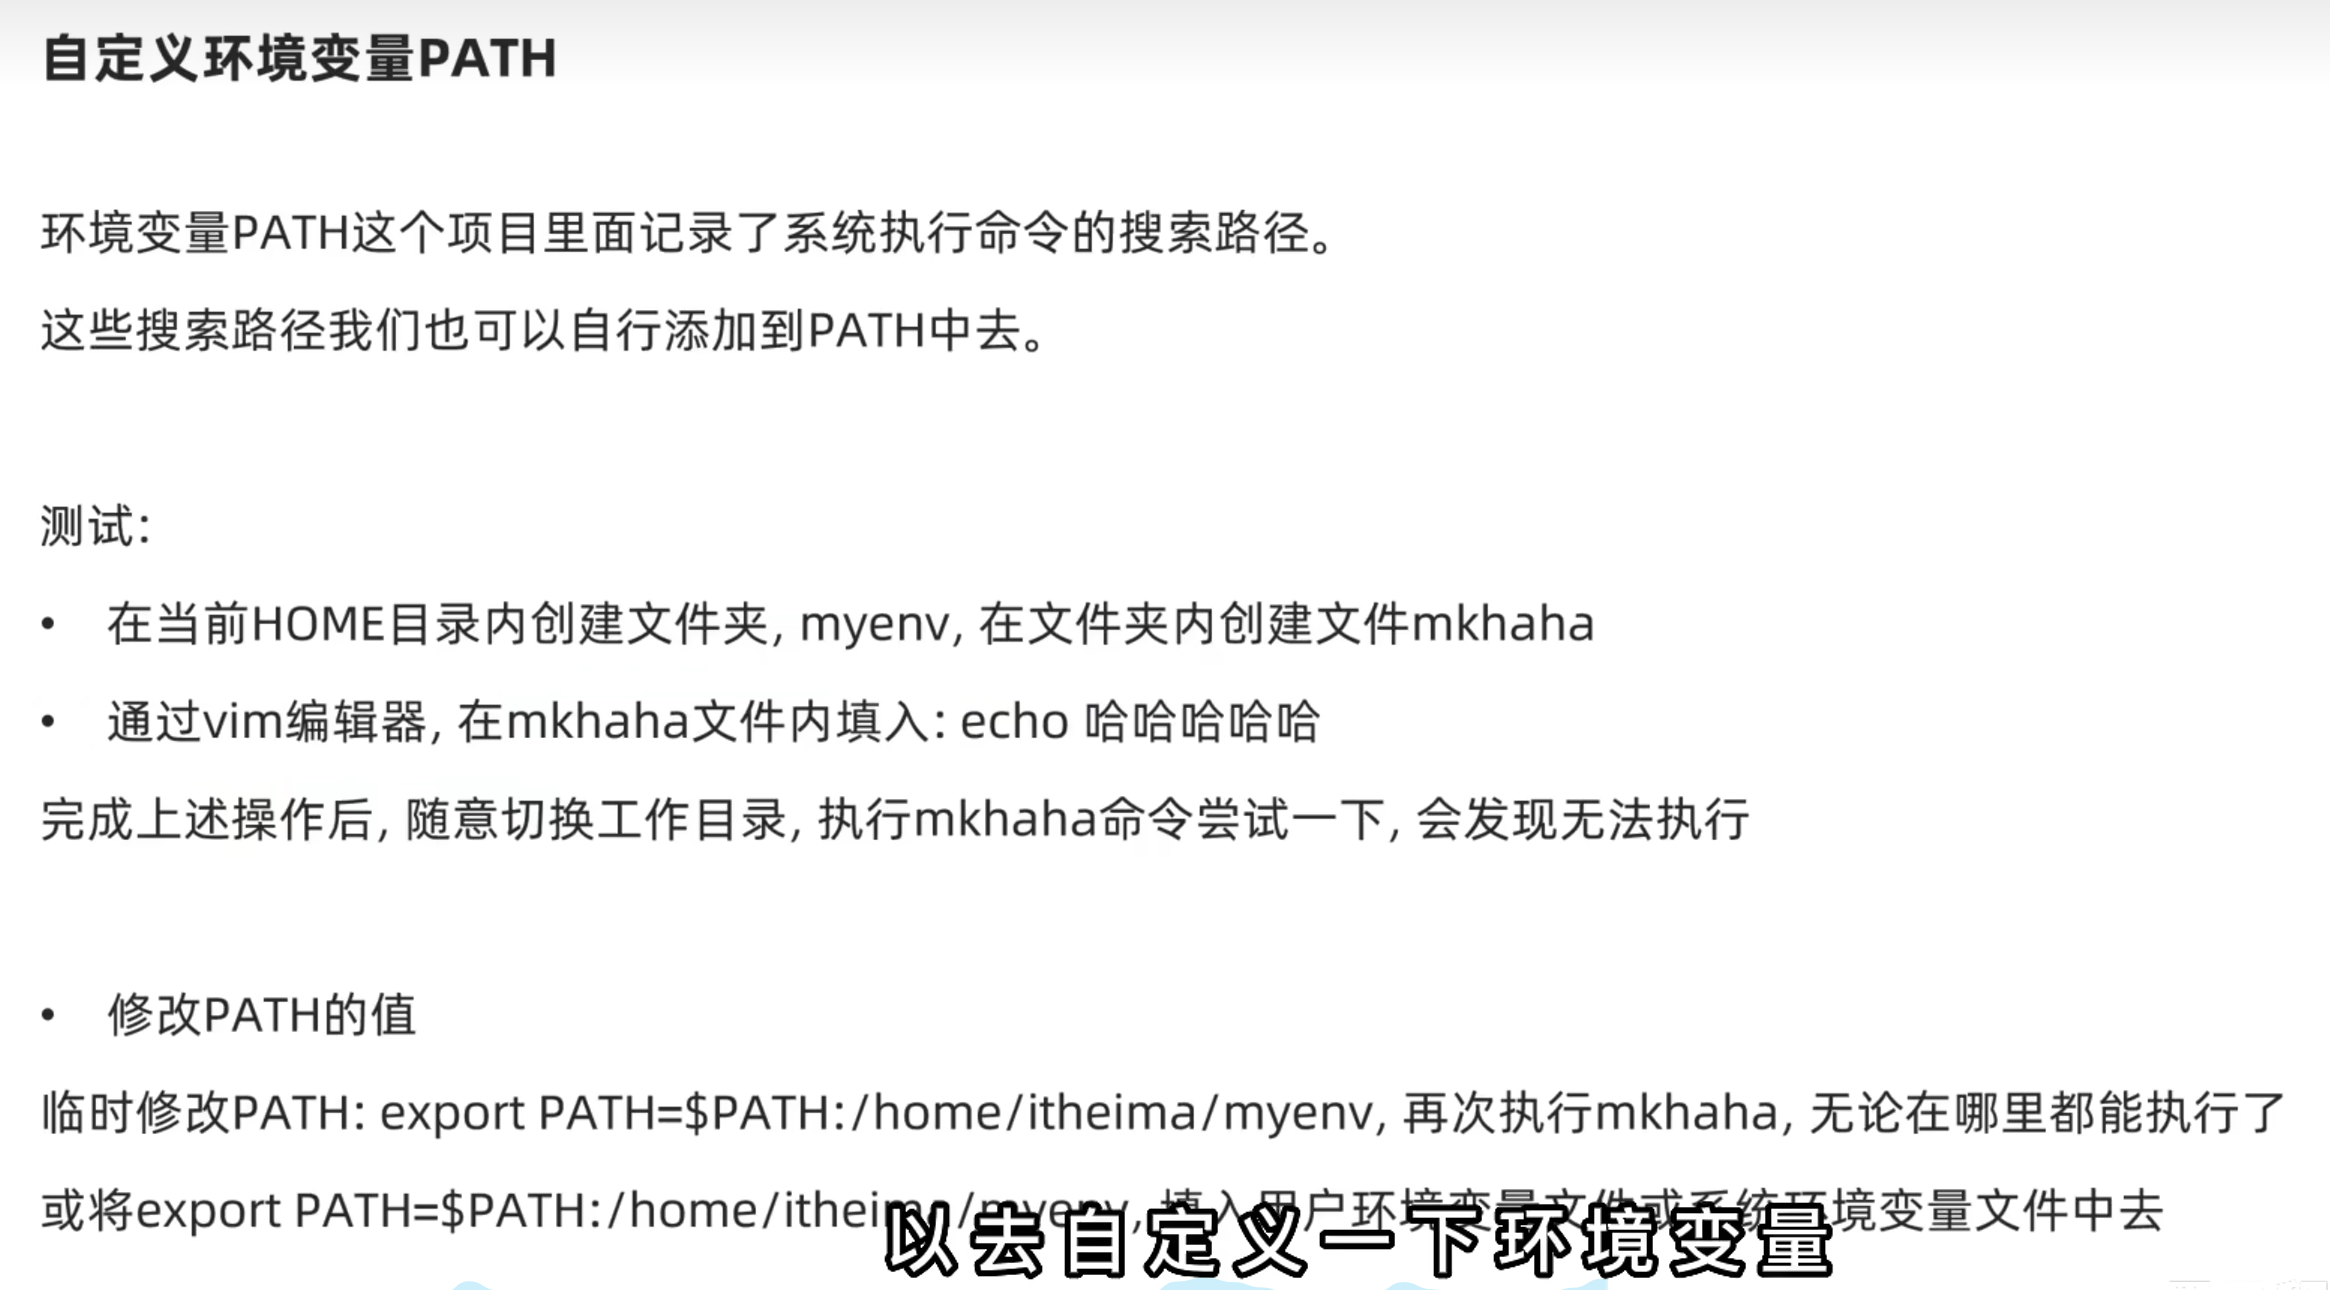 自定义环境变量PATH
环境变量PATH这个项目里面记录了系统执行命令的搜索路径。
这些搜索路径我们也可以自行添加到PATH中去。
测试：
• 在当前HOME目录内创建文件夹, myenv, 在文件夹内创建文件mkhaha
• 通过vim编辑器, 在mkhaha文件内填入: echo 哈哈哈哈哈
完成上述操作后, 随意切换工作目录, 执行mkhaha命令尝试一下, 会发现无法执行
• 修改PATH的值
临时修改PATH: export PATH=$PATH:/home/itheima/myenv, 再次执行mkhaha, 无论在哪里都能执行了
或将export PATH=$PATH:/home/itheima/myenv, 填入用户环境变量文件或系统环境变量文件中去
以去自定义一下环境变量